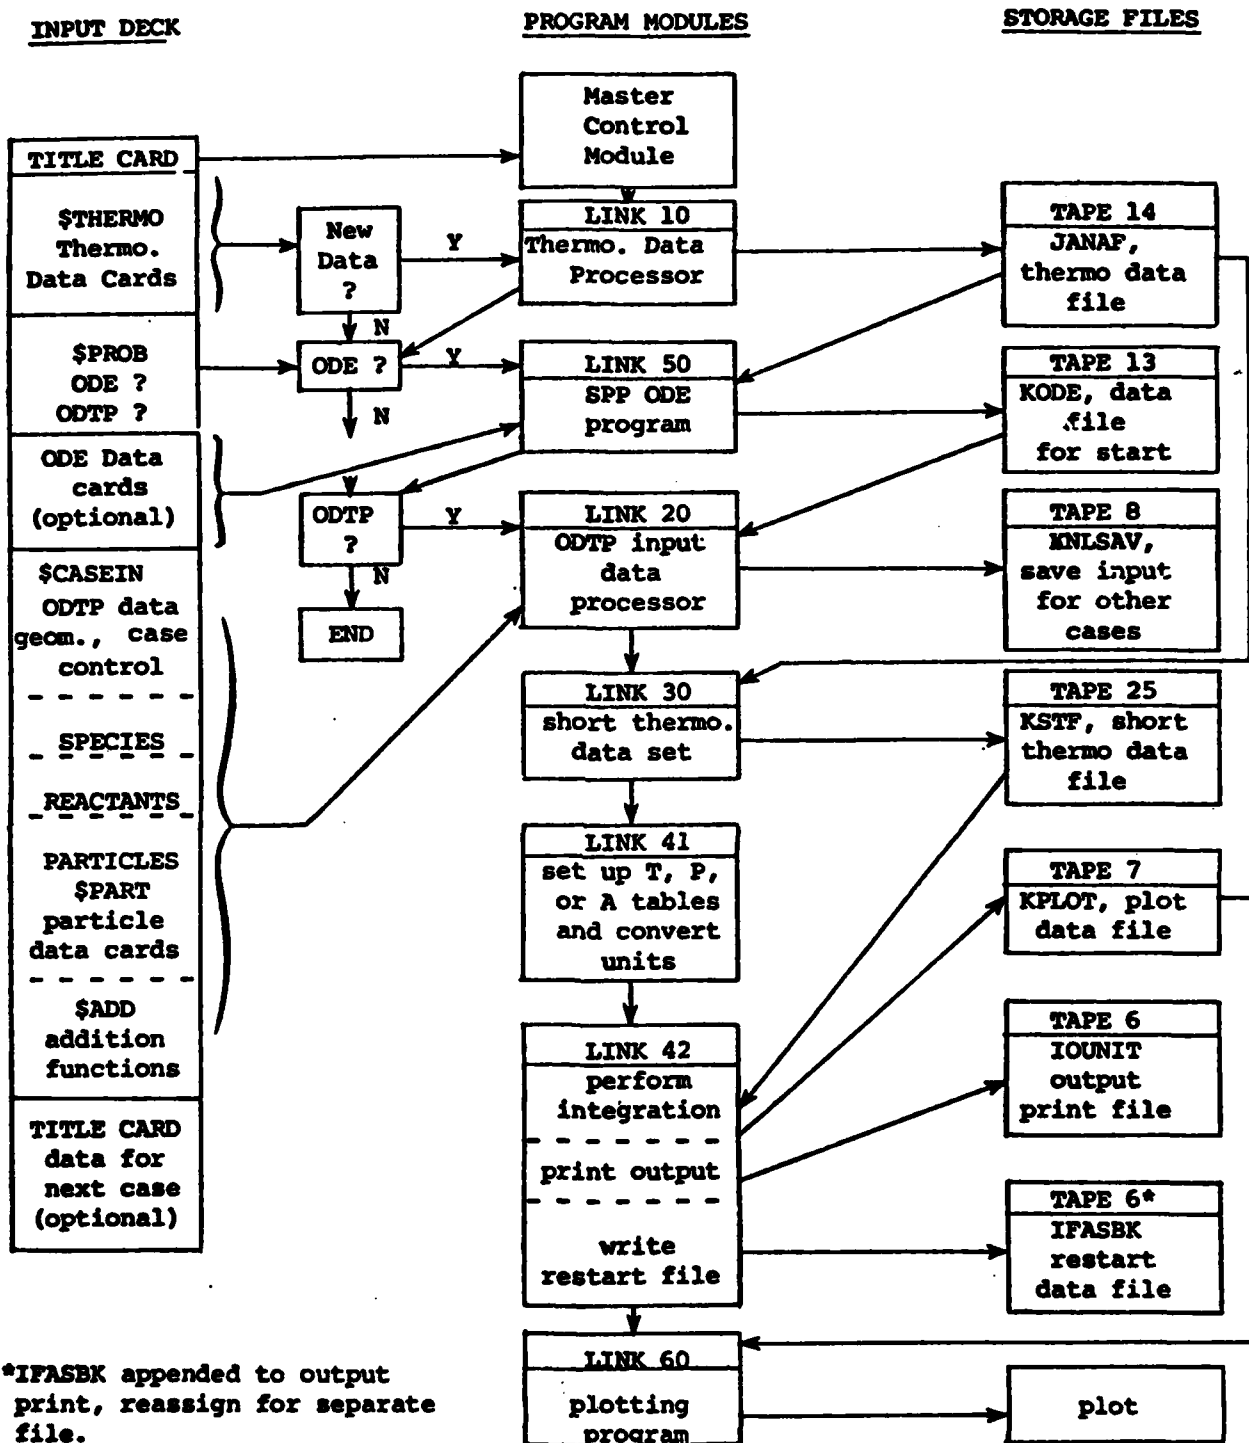 INPUT DECK
PROGRAM MODULES
STORAGE FILES
TITLE CARD
$THERMO
Thermo.
Data Cards
$PROB
ODE ?
ODTP ?
ODE Data
cards
(optional)
$CASEIN
ODTP data
geom., case
control
SPECIES
REACTANTS
PARTICLES
$PART
particle
data cards
$ADD
addition
functions
TITLE CARD
data for
next case
(optional)
New
Data
?
Y
N
ODE ?
Y
N
ODTP
?
Y
N
END
Master
Control
Module
LINK 10
Thermo. Data
Processor
LINK 50
SPP ODE
program
LINK 20
ODTP input
data
processor
LINK 30
short thermo.
data set
LINK 41
set up T, P,
or A tables
and convert
units
LINK 42
perform
integration
print output
write
restart file
LINK 60
plotting
program
TAPE 14
JANAF,
thermo data
file
TAPE 13
KODE, data
file
for start
TAPE 8
KNLSAV,
save input
for other
cases
TAPE 25
KSTF, short
thermo data
file
TAPE 7
KPLOT, plot
data file
TAPE 6
IOUNIT
output
print file
TAPE 6*
IFASBK
restart
data file
plot
*IFASBK appended to output
print, reassign for separate
file.